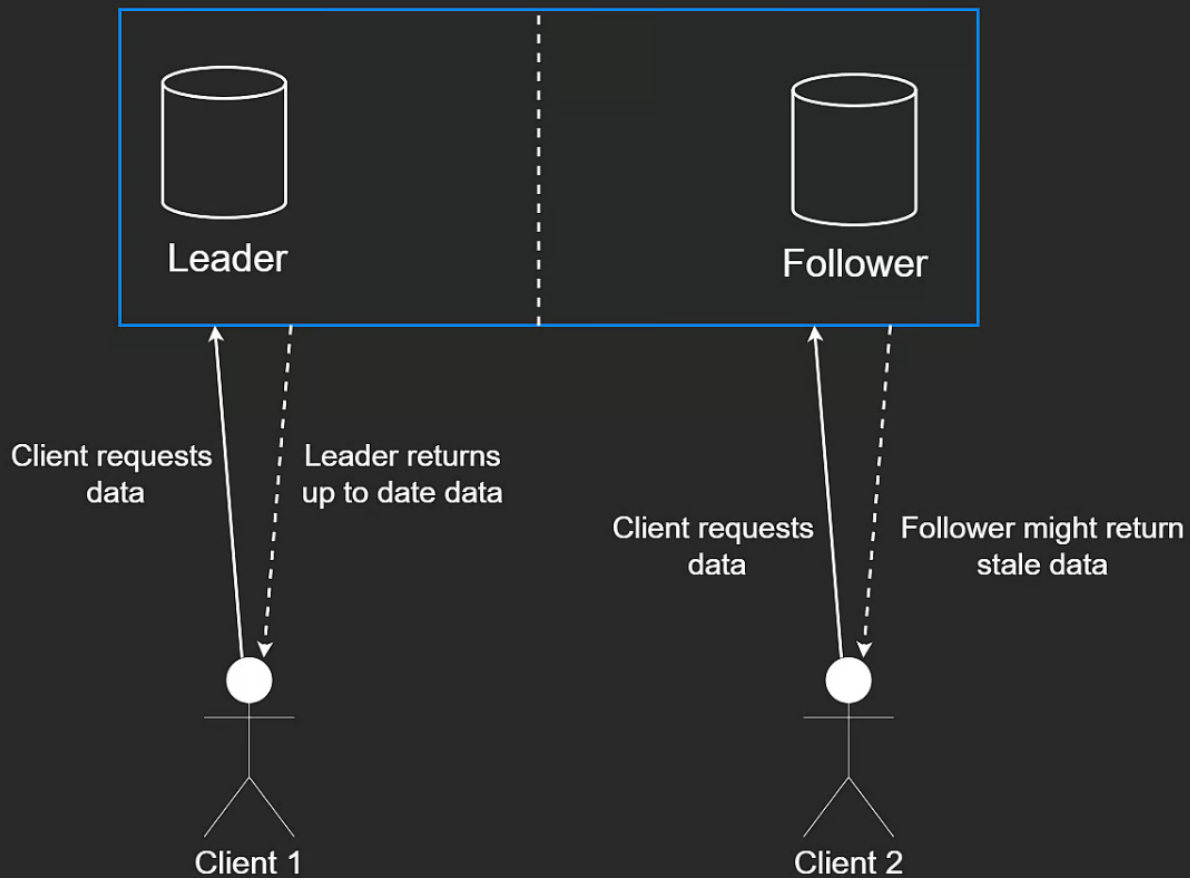 Leader
Follower
Client requests
data
Leader returns
up to date data
Client requests
data
Follower might return
stale data
Client 1
Client 2